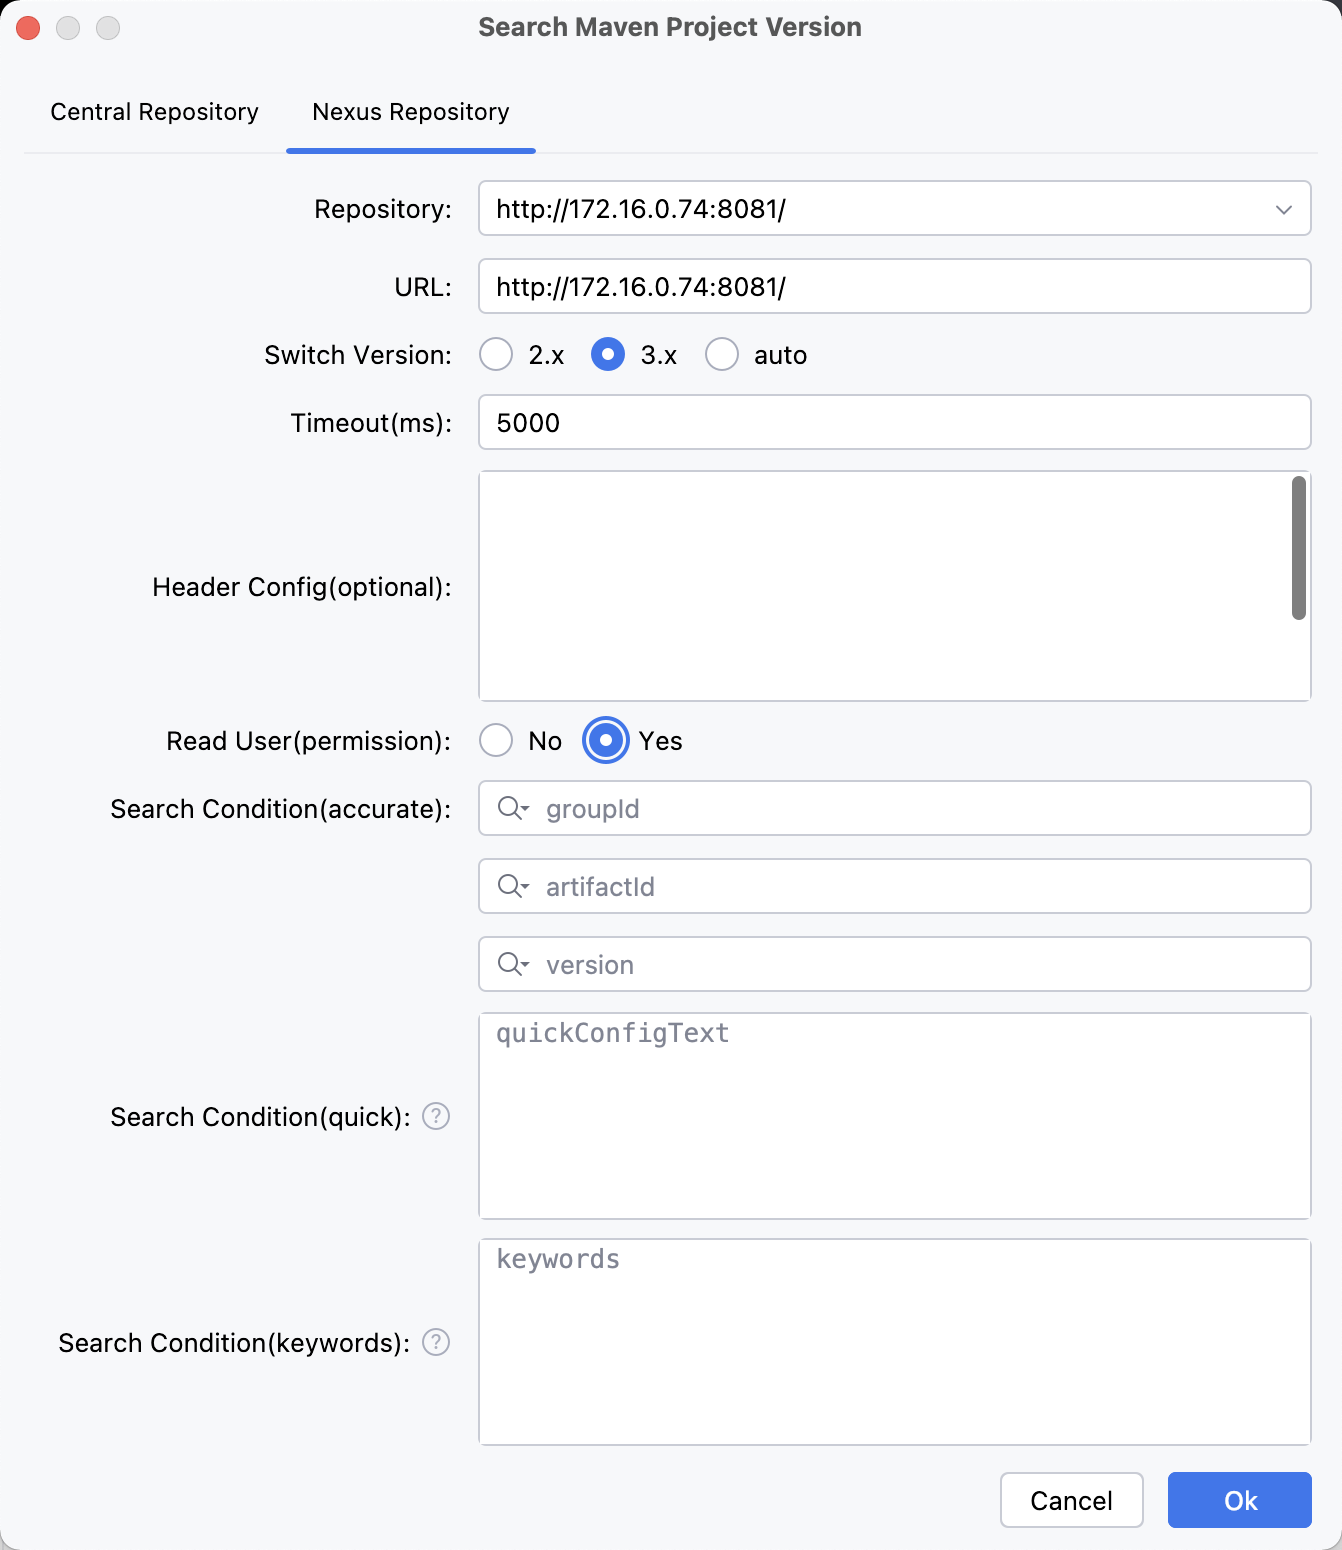 Search Maven Project Version
Central Repository Nexus Repository
Repository: http://172.16.0.74:8081/
URL: http://172.16.0.74:8081/
Switch Version: 2.x 3.x auto
Timeout(ms): 5000
Header Config(optional):
Read User(permission): No Yes
Search Condition(accurate): groupId
artifactId
version
quickConfigText
Search Condition(quick): ?
keywords
Search Condition(keywords): ?
Cancel Ok